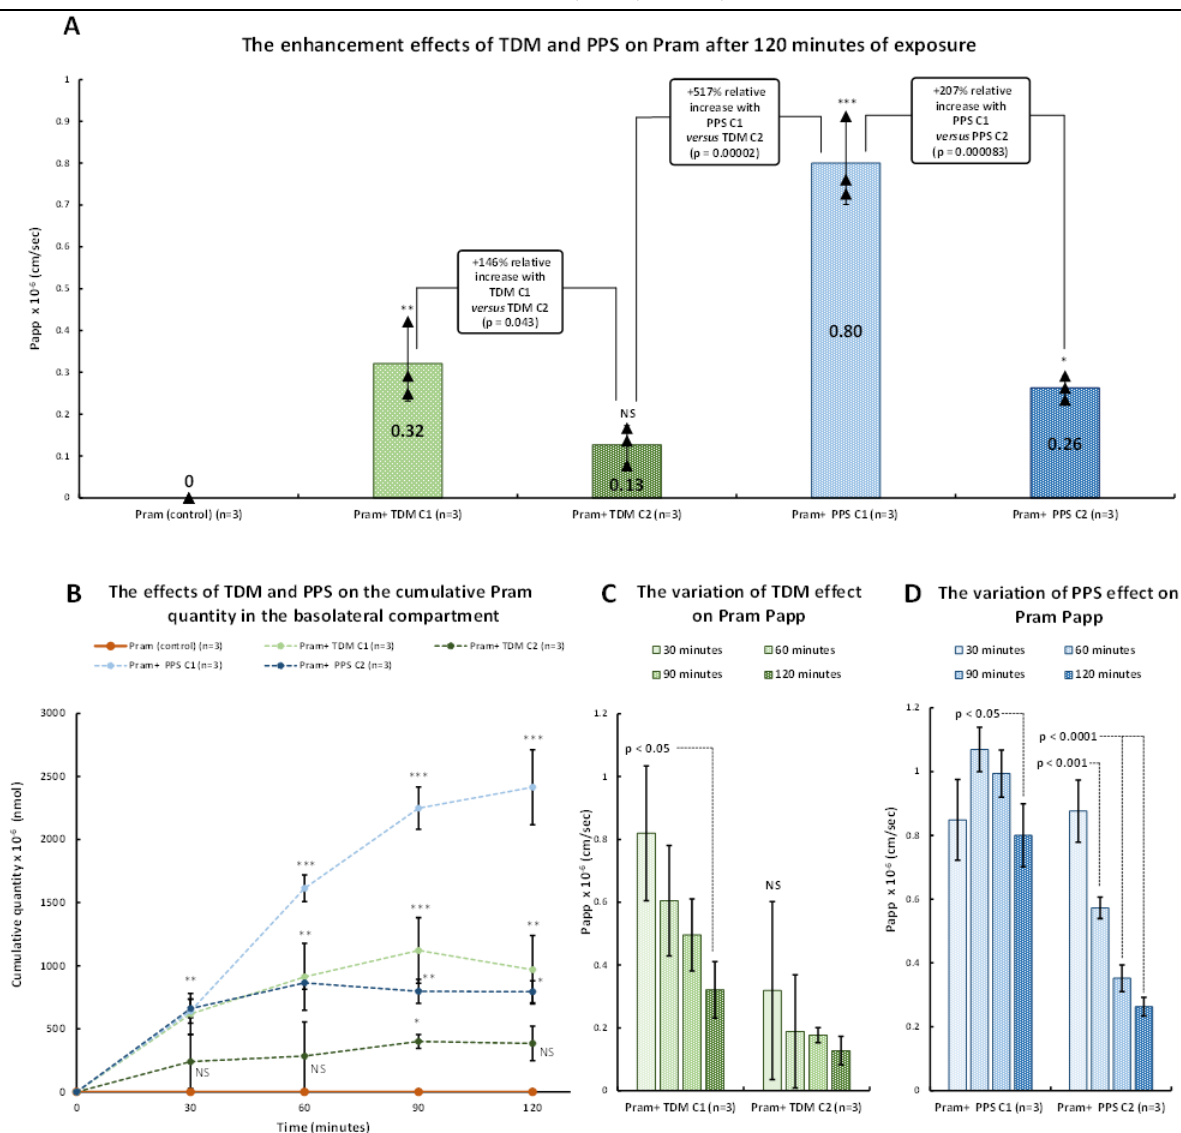 A
The enhancement effects of TDM and PPS on Pram after 120 minutes of exposure
Papp x 10⁻⁶ (cm/sec)
1
0.9
0.8
0.7
0.6
0.5
0.4
0.3
0.2
0.1
0
0
**
0.32
+146% relative
increase with
TDM C1
versus TDM C2
(p = 0.043)
NS
0.13
+517% relative
increase with
PPS C1
versus TDM C2
(p = 0.00002)
***
0.80
+207% relative
increase with
PPS C1
versus PPS C2
(p = 0.000083)
*
0.26
Pram (control) (n=3)
Pram+ TDM C1 (n=3)
Pram+ TDM C2 (n=3)
Pram+ PPS C1 (n=3)
Pram+ PPS C2 (n=3)
B
The effects of TDM and PPS on the cumulative Pram
quantity in the basolateral compartment
Pram (control) (n=3)
Pram+ TDM C1 (n=3)
Pram+ TDM C2 (n=3)
Pram+ PPS C1 (n=3)
Pram+ PPS C2 (n=3)
Cumulative quantity x 10⁻⁶ (nmol)
3000
2500
2000
1500
1000
500
0
**
NS
***
**
NS
***
***
**
*
***
**
*
NS
0
30
60
90
120
Time (minutes)
C
The variation of TDM effect
on Pram Papp
30 minutes
60 minutes
90 minutes
120 minutes
Papp x 10⁻⁶ (cm/sec)
1.2
1
0.8
0.6
0.4
0.2
0
p < 0.05
NS
Pram+ TDM C1 (n=3)
Pram+ TDM C2 (n=3)
D
The variation of PPS effect on
Pram Papp
30 minutes
60 minutes
90 minutes
120 minutes
Papp x 10⁻⁶ (cm/sec)
1.2
1
0.8
0.6
0.4
0.2
0
p < 0.05
p < 0.0001
p < 0.001
Pram+ PPS C1 (n=3)
Pram+ PPS C2 (n=3)